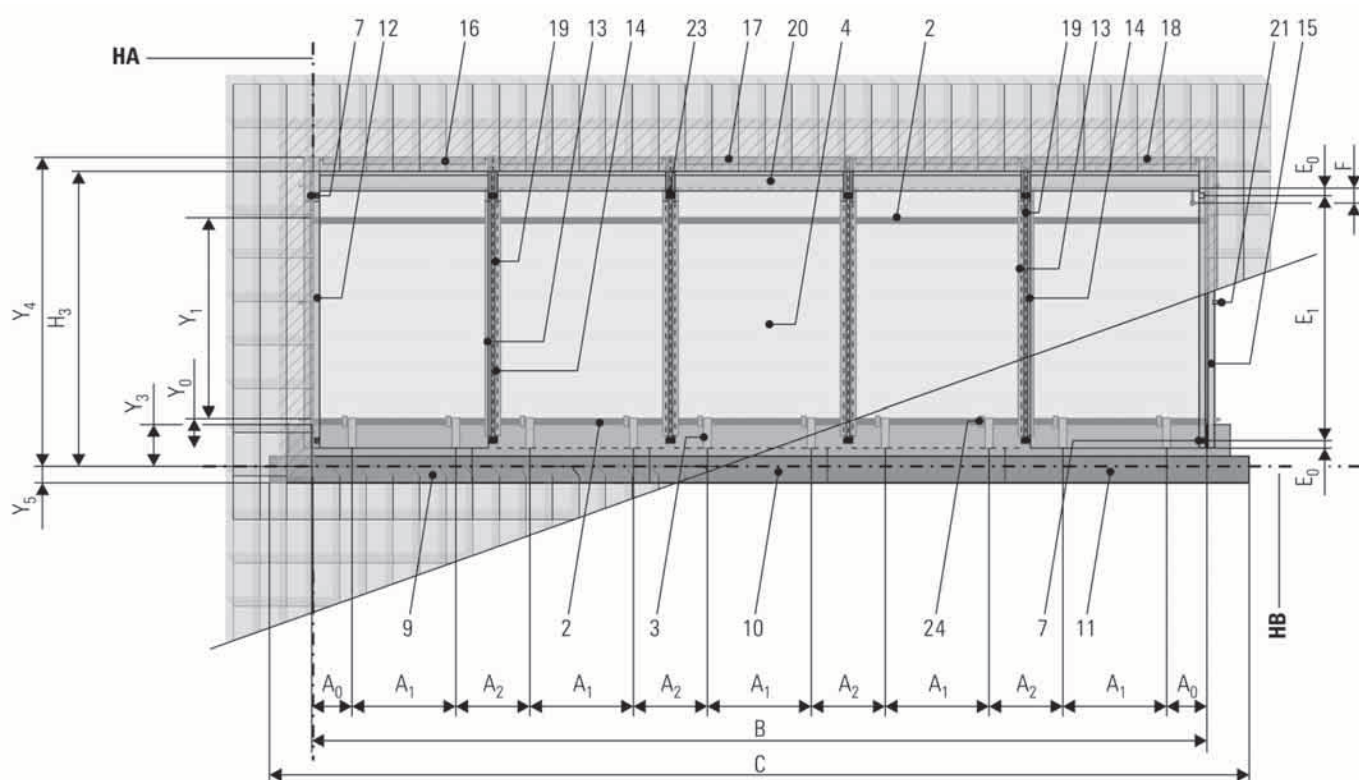 7 12 16 19 13 14 23 17 20 4 2 19 13 14 18 21 15
HA
E₀ F
Y₄ H₃ Y₁ E₁
Y₃ Y₀
Y₅ E₀
9 2 3 10 24 7 11 HB
A₀ A₁ A₂ A₁ A₂ A₁ A₂ A₁ A₂ A₁ A₀
B
C